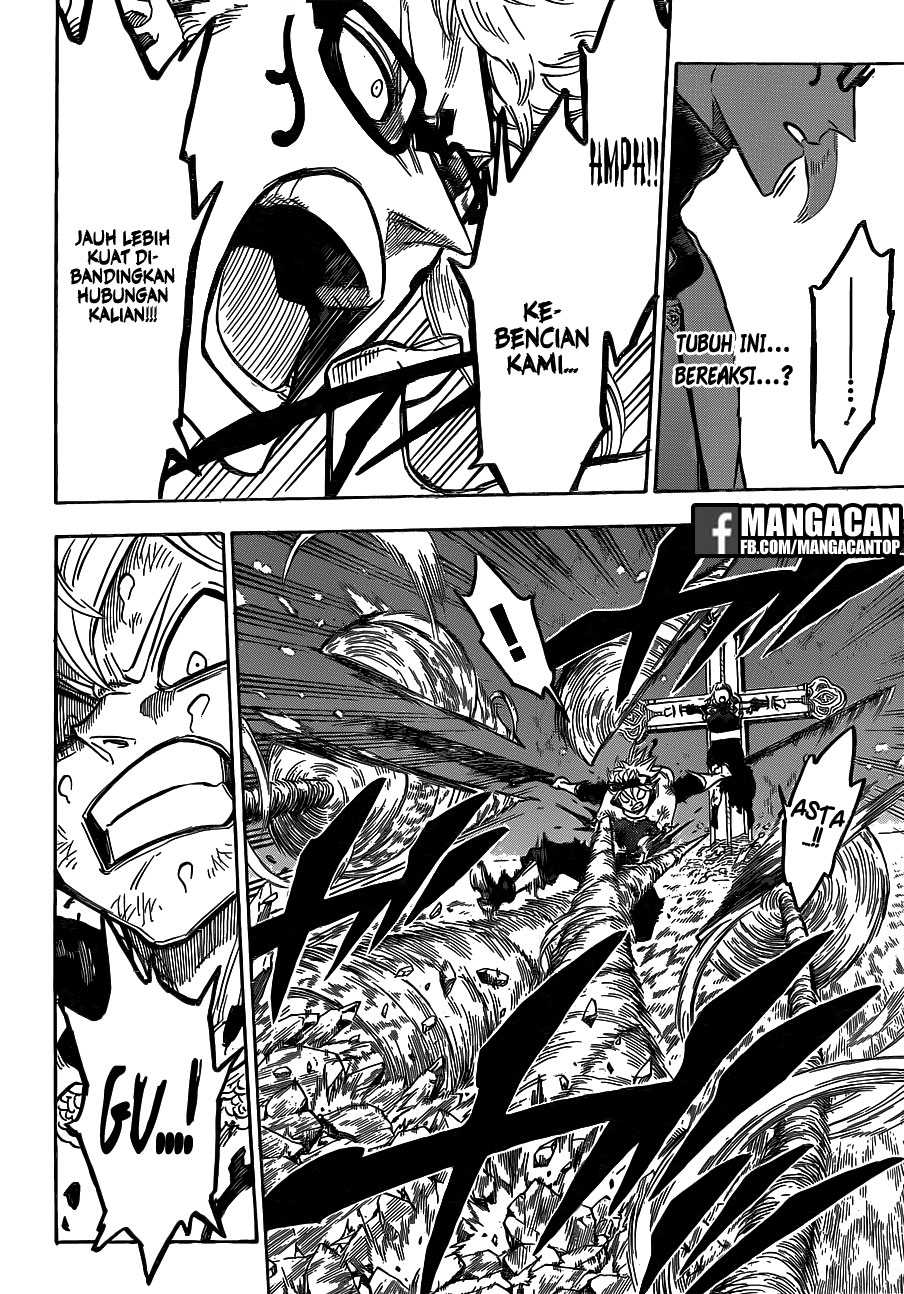 ———...!
TUBUH INI...
BEREAKSI...?
HMPH!!
KE-
BENCIAN
KAMI...
JAUH LEBIH
KUAT DI-
BANDINGKAN
HUBUNGAN
KALIAN!!!
f MANGACAN
FB.COM/MANGACANTOP
!
ASTA
...!!
GU....!